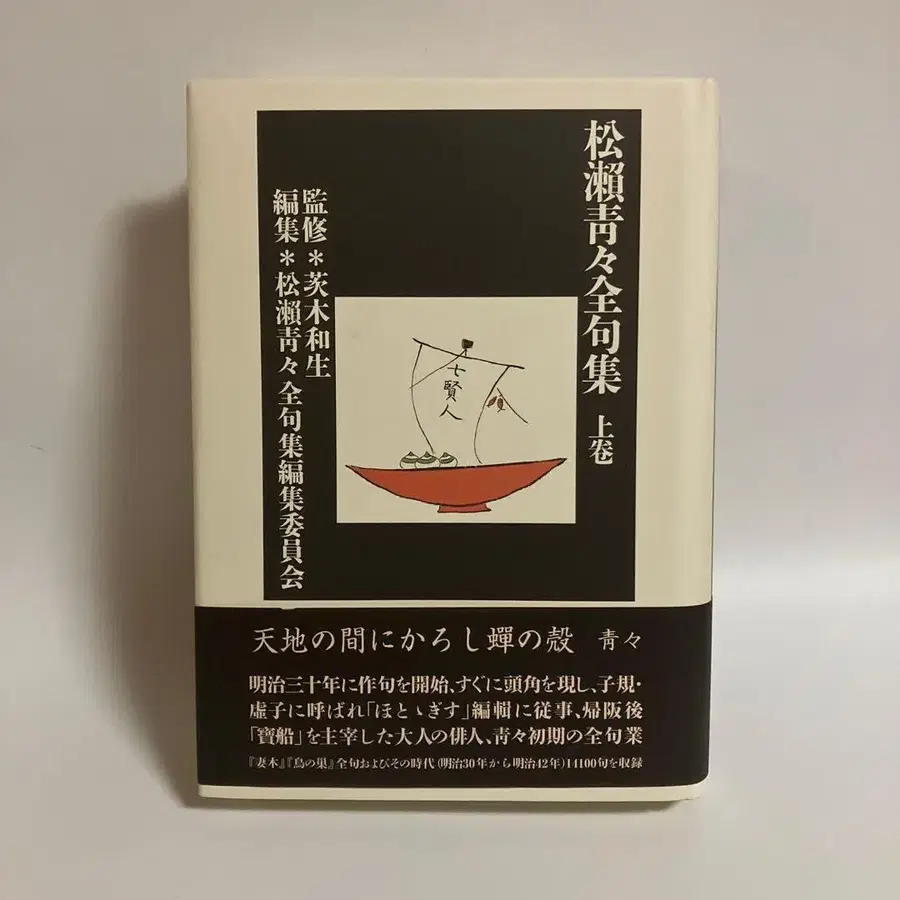 松瀬靑々全句集 上巻
監修＊茨木和生
編集＊松瀬靑々全句集編集委員会
七賢人
天地の間にかろし蟬の殻 靑々
明治三十年に作句を開始、すぐに頭角を現し、子規・
虚子に呼ばれ「ほとゝぎす」編輯に従事、帰阪後
「寶船」を主宰した大人の俳人、靑々初期の全句業
『妻木』『鳥の巣』全句およびその時代（明治30年から明治42年）14100句を収録